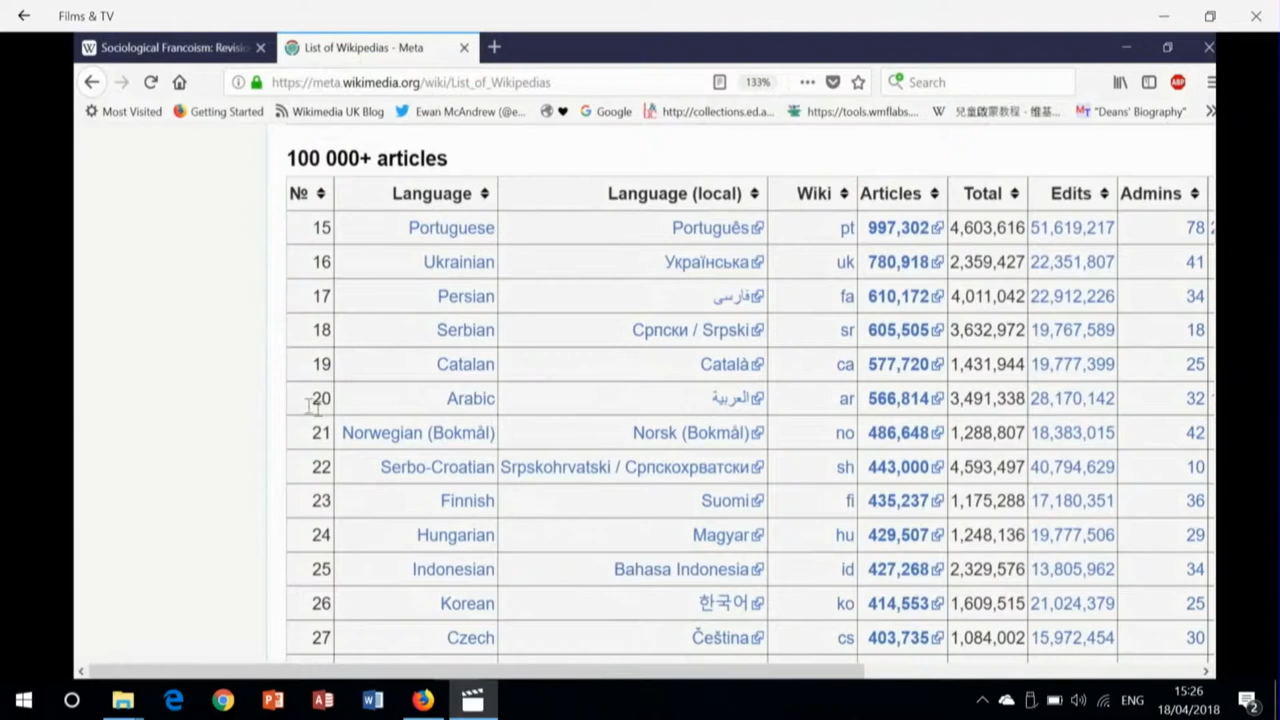 Films & TV
Sociological Francoism: Revisio
List of Wikipedias - Meta
https://meta.wikimedia.org/wiki/List_of_Wikipedias
133%
Search
ABP
Most Visited
Getting Started
Wikimedia UK Blog
Ewan McAndrew (@e...
Google
http://collections.ed.a...
https://tools.wmflabs....
W 兒童啟蒙教程 - 維基...
"Deans' Biography"
100 000+ articles
№ Language Language (local) Wiki Articles Total Edits Admins
15 Portuguese Português pt 997,302 4,603,616 51,619,217 78
16 Ukrainian Українська uk 780,918 2,359,427 22,351,807 41
17 Persian فارسی fa 610,172 4,011,042 22,912,226 34
18 Serbian Српски / Srpski sr 605,505 3,632,972 19,767,589 18
19 Catalan Català ca 577,720 1,431,944 19,777,399 25
20 Arabic العربية ar 566,814 3,491,338 28,170,142 32
21 Norwegian (Bokmål) Norsk (Bokmål) no 486,648 1,288,807 18,383,015 42
22 Serbo-Croatian Srpskohrvatski / Српскохрватски sh 443,000 4,593,497 40,794,629 10
23 Finnish Suomi fi 435,237 1,175,288 17,180,351 36
24 Hungarian Magyar hu 429,507 1,248,136 19,777,506 29
25 Indonesian Bahasa Indonesia id 427,268 2,329,576 13,805,962 34
26 Korean 한국어 ko 414,553 1,609,515 21,024,379 25
27 Czech Čeština cs 403,735 1,084,002 15,972,454 30
ENG
15:26
18/04/2018
2